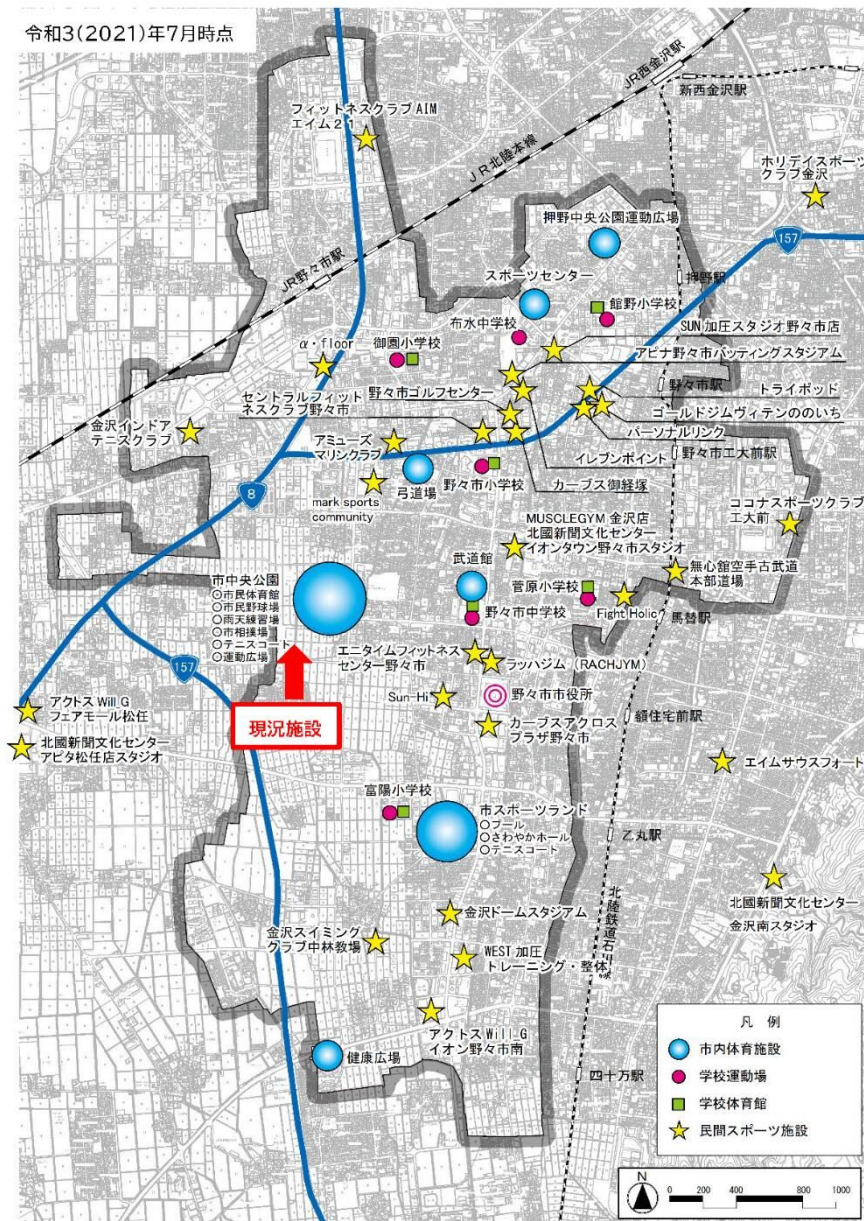 令和3(2021)年7月時点
JR西金沢駅
新西金沢駅
フィットネスクラブ AIM
エイム21
JR北陸本線
ホリデイスポーツ
クラブ金沢
押野中央公園運動広場
157
JR野々市駅
スポーツセンター
押野駅
館野小学校
布水中学校
SUN 加圧スタジオ野々市店
α・floor
御園小学校
アピナ野々市バッティングスタジアム
野々市駅
トライポッド
セントラルフィット
ネスクラブ野々市
野々市ゴルフセンター
ゴールドジムヴィテンののいち
金沢インドア
テニスクラブ
アミューズ
マリンクラブ
パーソナルリンク
野々市工大前駅
イレブンポイント
弓道場
野々市小学校
カーブス御経塚
8
mark sports
community
MUSCLEGYM 金沢店
北國新聞文化センター
イオンタウン野々市スタジオ
ココナスポーツクラブ
工大前
武道館
菅原小学校
無心館空手古武道
本部道場
市中央公園
○市民体育館
○市民野球場
○雨天練習場
○市相撲場
○テニスコート
○運動広場
野々市中学校
Fight Holic
馬替駅
157
エニタイムフィットネス
センター野々市
ラッハジム（RACHJYM）
アクトス Will_G
フェアモール松任
現況施設
Sun-Hi
野々市市役所
額住宅前駅
カーブスアクロス
プラザ野々市
北國新聞文化センター
アピタ松任店スタジオ
エイムサウスフォート
富陽小学校
市スポーツランド
○プール
○さわやかホール
○テニスコート
乙丸駅
北陸鉄道石川線
北國新聞文化センター
金沢南スタジオ
金沢ドームスタジアム
金沢スイミング
クラブ中林教場
WEST 加圧
トレーニング・整体
アクトス Will_G
イオン野々市南
健康広場
四十万駅
凡 例
市内体育施設
学校運動場
学校体育館
民間スポーツ施設
N
0 200 400 800 1000